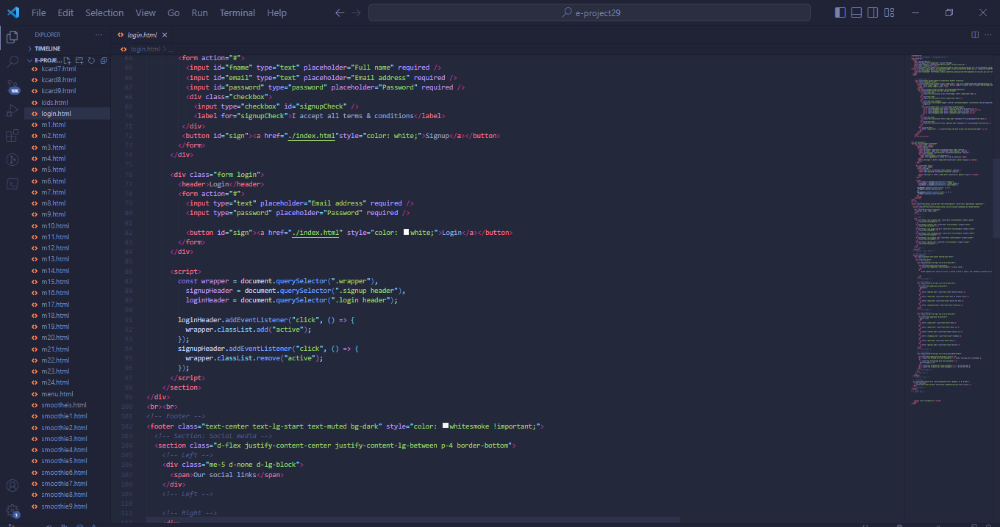 File Edit Selection View Go Run Terminal Help
e-project29
EXPLORER
TIMELINE
E-PROJE...
kcard7.html
kcard8.html
kcard9.html
kids.html
login.html
m1.html
m2.html
m3.html
m4.html
m5.html
m6.html
m7.html
m8.html
m9.html
m10.html
m11.html
m12.html
m13.html
m14.html
m15.html
m16.html
m17.html
m18.html
m19.html
m20.html
m21.html
m22.html
m23.html
m24.html
menu.html
smootheis.html
smoothie1.html
smoothie2.html
smoothie3.html
smoothie4.html
smoothie5.html
smoothie6.html
smoothie7.html
smoothie8.html
smoothie9.html
10K
1
login.html
login.html > ...
64 <form action="#">
65 <input id="fname" type="text" placeholder="Full name" required />
66 <input id="email" type="text" placeholder="Email address" required />
67 <input id="password" type="password" placeholder="Password" required />
68 <div class="checkbox">
69 <input type="checkbox" id="signupCheck" />
70 <label for="signupCheck">I accept all terms & conditions</label>
71 </div>
72 <button id="sign"><a href="./index.html"style="color: white;">Signup</a></button>
73 </form>
74 </div>
75
76 <div class="form login">
77 <header>Login</header>
78 <form action="#">
79 <input type="text" placeholder="Email address" required />
80 <input type="password" placeholder="Password" required />
81
82 <button id="sign"><a href="./index.html" style="color: white;">Login</a></button>
83 </form>
84 </div>
85
86 <script>
87 const wrapper = document.querySelector(".wrapper"),
88 signupHeader = document.querySelector(".signup header"),
89 loginHeader = document.querySelector(".login header");
90
91 loginHeader.addEventListener("click", () => {
92 wrapper.classList.add("active");
93 });
94 signupHeader.addEventListener("click", () => {
95 wrapper.classList.remove("active");
96 });
97 </script>
98 </section>
99 </div>
100 <br><br>
101 <!-- Footer -->
102 <footer class="text-center text-lg-start text-muted bg-dark" style="color: whitesmoke !important;">
103 <!-- Section: Social media -->
104 <section class="d-flex justify-content-center justify-content-lg-between p-4 border-bottom">
105 <!-- Left -->
106 <div class="me-5 d-none d-lg-block">
107 <span>Our social links</span>
108 </div>
109 <!-- Left -->
110
111 <!-- Right -->
112 <div>